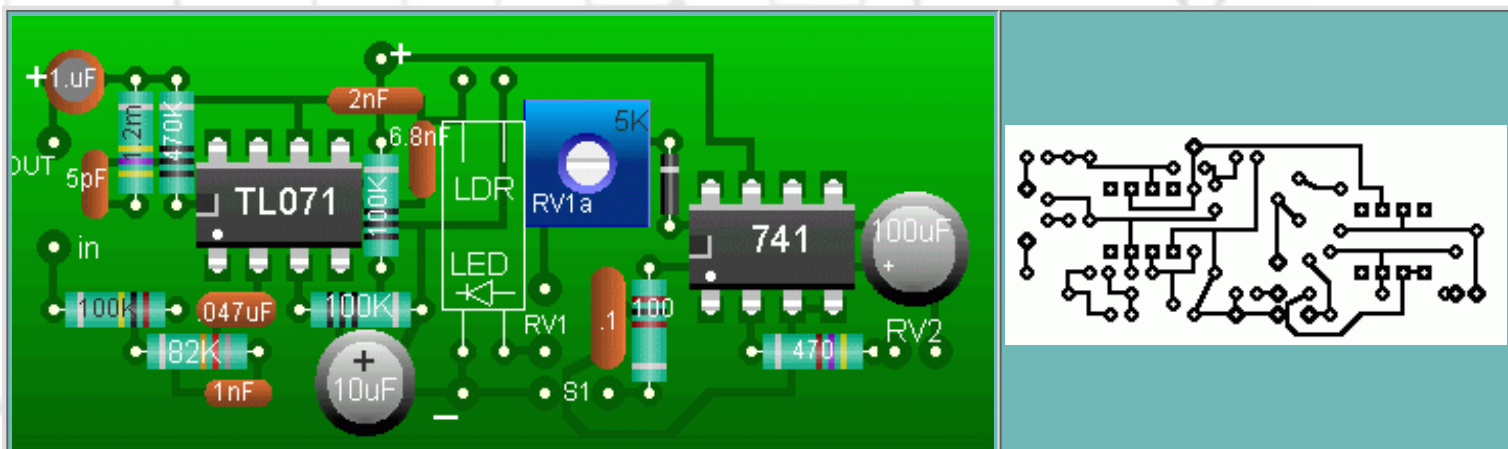 +
+
1.uF
2nF
1.2m
470K
6.8nF
5K
OUT
5pF
TL071
100K
LDR
RV1a
741
100uF
+
in
LED
100K
.047uF
100K
RV1
.1
100
RV2
82K
+
470
1nF
10uF
S1
−